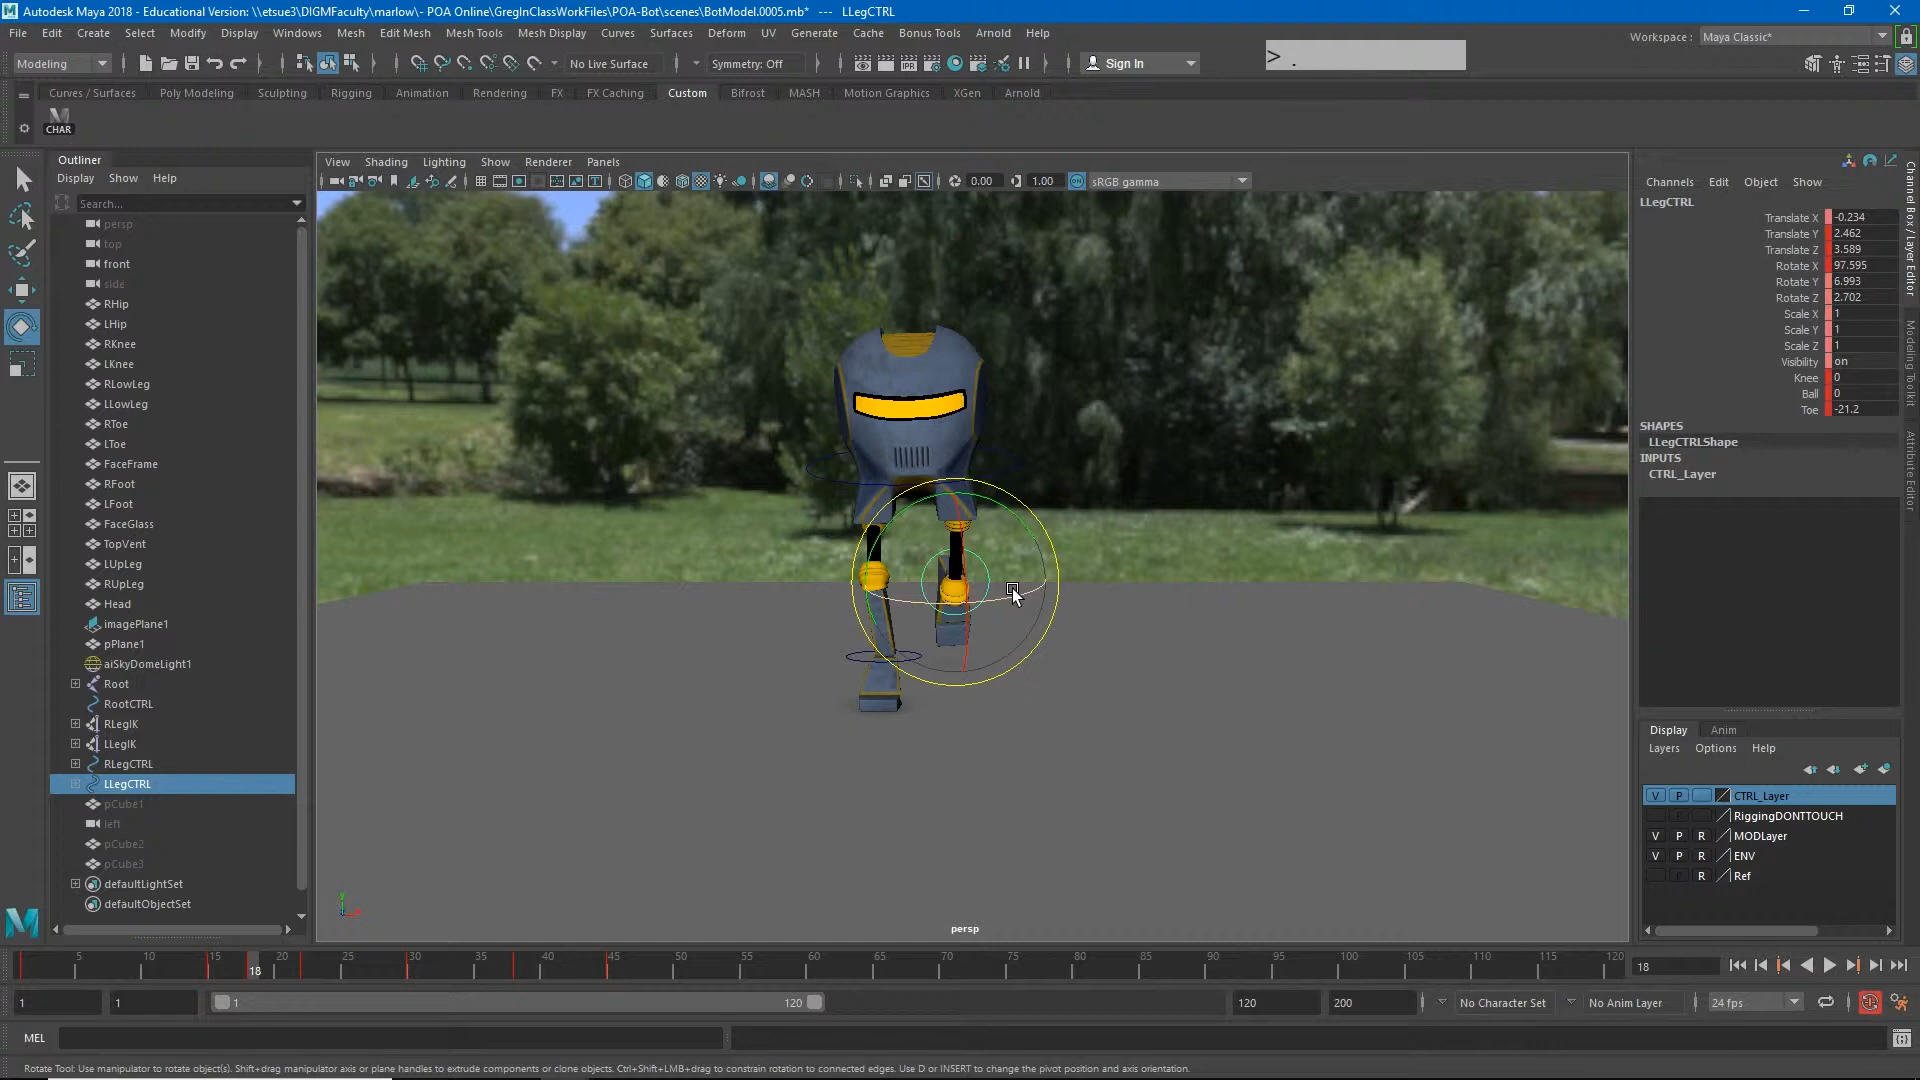 Autodesk Maya 2018 - Educational Version: \\etsue3\DIGMFaculty\marlow\- POA Online\GregInClassWorkFiles\POA-Bot\scenes\BotModel.0005.mb* --- LLegCTRL
File Edit Create Select Modify Display Windows Mesh Edit Mesh Mesh Tools Mesh Display Curves Surfaces Deform UV Generate Cache Bonus Tools Arnold Help
Workspace : Maya Classic*
Modeling No Live Surface Symmetry: Off Sign In > .
Curves / Surfaces Poly Modeling Sculpting Rigging Animation Rendering FX FX Caching Custom Bifrost MASH Motion Graphics XGen Arnold
CHAR
Outliner
Display Show Help
Search...
persp
top
front
side
RHip
LHip
RKnee
LKnee
RLowLeg
LLowLeg
RToe
LToe
FaceFrame
RFoot
LFoot
FaceGlass
TopVent
LUpLeg
RUpLeg
Head
imagePlane1
pPlane1
aiSkyDomeLight1
Root
RootCTRL
RLegIK
LLegIK
RLegCTRL
LLegCTRL
pCube1
left
pCube2
pCube3
defaultLightSet
defaultObjectSet
View Shading Lighting Show Renderer Panels
0.00 1.00 sRGB gamma
persp
Channels Edit Object Show
LLegCTRL
Translate X -0.234
Translate Y 2.462
Translate Z 3.589
Rotate X 97.595
Rotate Y 6.993
Rotate Z 2.702
Scale X 1
Scale Y 1
Scale Z 1
Visibility on
Knee 0
Ball 0
Toe -21.2
SHAPES
LLegCTRLShape
INPUTS
CTRL_Layer
Channel Box / Layer Editor
Modeling Toolkit
Attribute Editor
Display Anim
Layers Options Help
V P CTRL_Layer
RiggingDONTTOUCH
V P R MODLayer
V P R ENV
R Ref
5 10 15 18 20 25 30 35 40 45 50 55 60 65 70 75 80 85 90 95 100 105 110 115 120
18
1 1 1 120 120 200 No Character Set No Anim Layer 24 fps
MEL
Rotate Tool: Use manipulator to rotate object(s). Shift+drag manipulator axis or plane handles to extrude components or clone objects. Ctrl+Shift+LMB+drag to constrain rotation to connected edges. Use D or INSERT to change the pivot position and axis orientation.